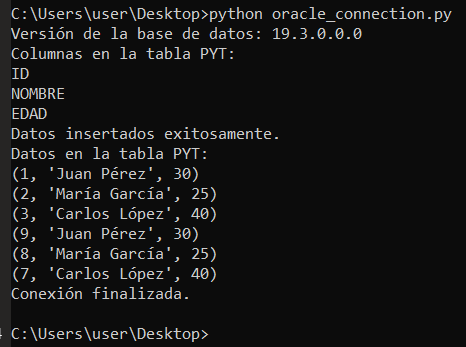 C:\Users\user\Desktop>python oracle_connection.py
Versión de la base de datos: 19.3.0.0.0
Columnas en la tabla PYT:
ID
NOMBRE
EDAD
Datos insertados exitosamente.
Datos en la tabla PYT:
(1, 'Juan Pérez', 30)
(2, 'María García', 25)
(3, 'Carlos López', 40)
(9, 'Juan Pérez', 30)
(8, 'María García', 25)
(7, 'Carlos López', 40)
Conexión finalizada.
C:\Users\user\Desktop>